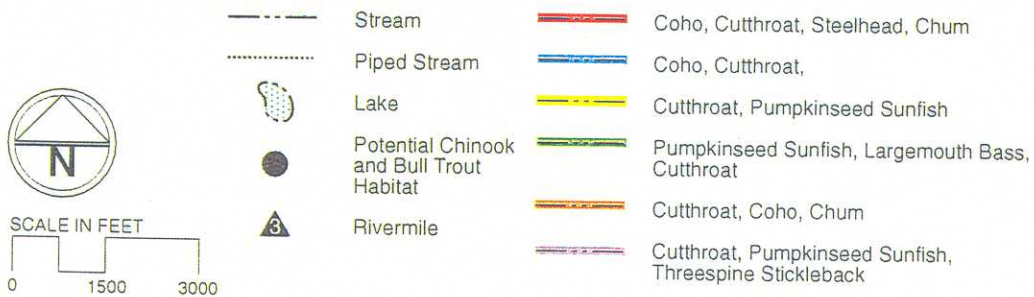 Stream
Piped Stream
Lake
Potential Chinook
and Bull Trout
Habitat
3
Rivermile
N
SCALE IN FEET
0 1500 3000
Coho, Cutthroat, Steelhead, Chum
Coho, Cutthroat,
Cutthroat, Pumpkinseed Sunfish
Pumpkinseed Sunfish, Largemouth Bass,
Cutthroat
Cutthroat, Coho, Chum
Cutthroat, Pumpkinseed Sunfish,
Threespine Stickleback